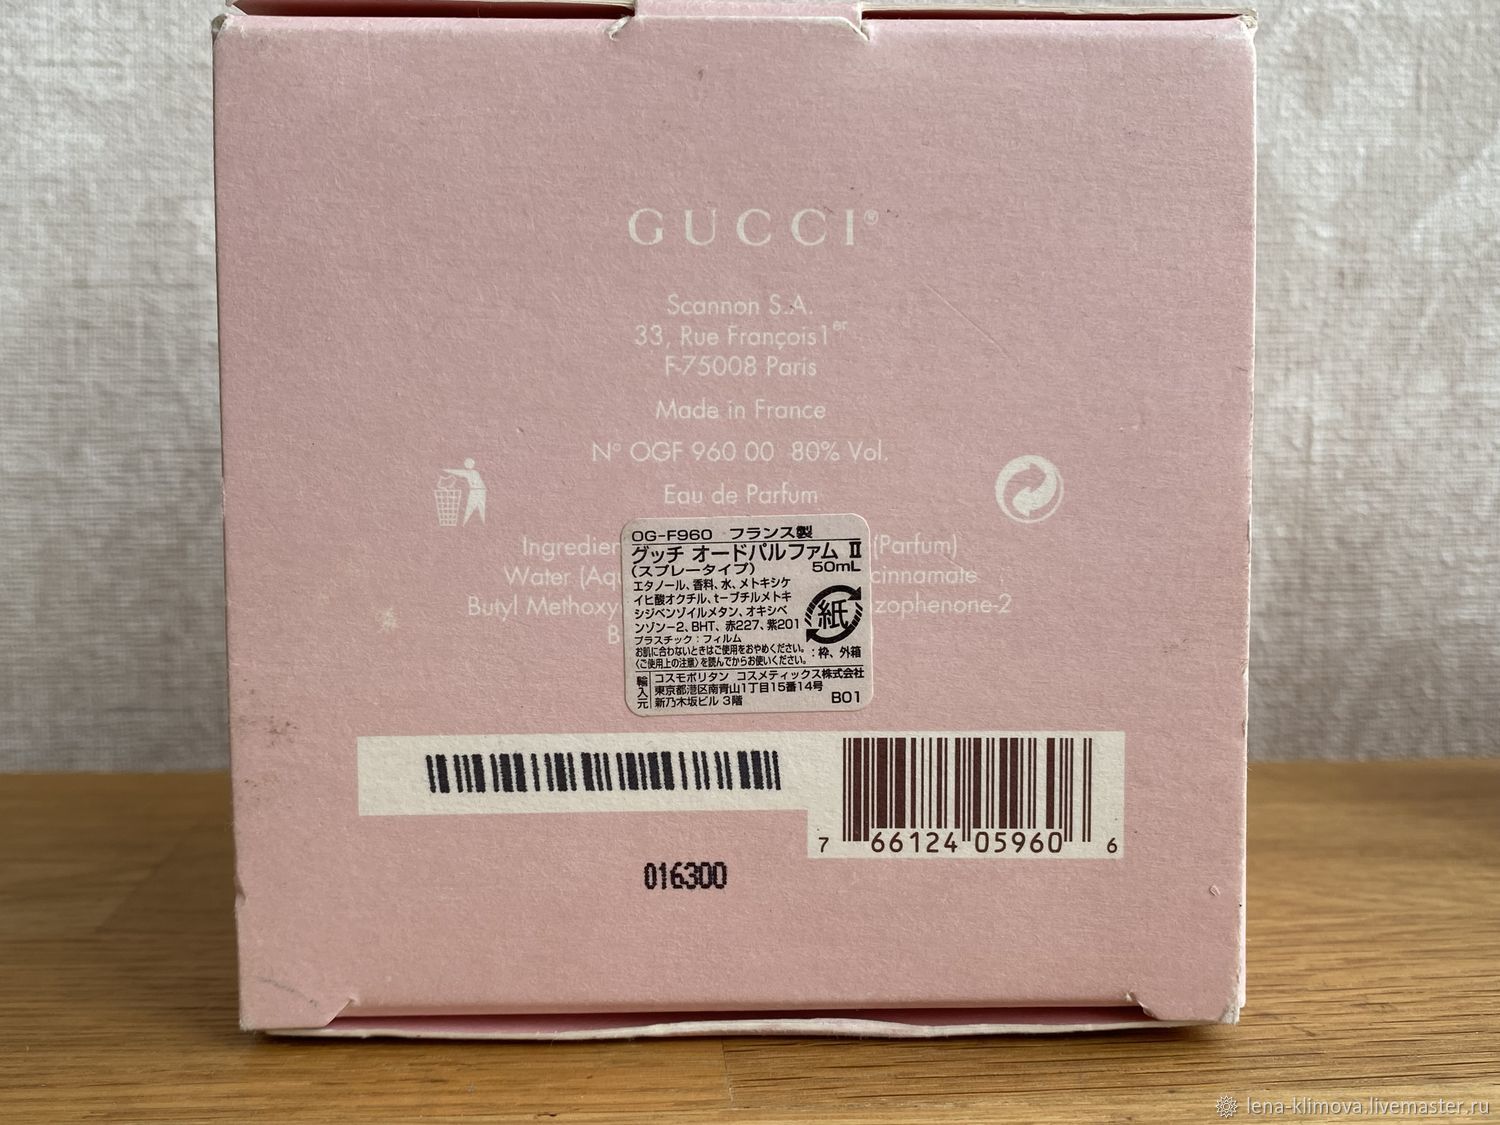 GUCCI®
Scannon S.A.
33, Rue François 1er
F-75008 Paris
Made in France
N° OGF 960 00 80% Vol.
Eau de Parfum
(Parfum)
Water
Butyl Methoxy
OG-F960 フランス製
グッチ オードパルファム Ⅱ
(スプレータイプ) 50mL
エタノール、香料、水、メトキシケ
イヒ酸オクチル、t-ブチルメトキ
シジベンゾイルメタン、オキシベ
ンゾン-2、BHT、赤227、紫201
プラスチック：フィルム
紙
：枠、外箱
お肌に合わないときはご使用をおやめください。
〈ご使用上の注意〉を読んでからお使いください。
輸入元
コスモポリタン コスメティックス株式会社
東京都港区南青山1丁目15番14号
新乃木坂ビル 3階 B01
7 66124 05960 6
016300
lena-klimova.livemaster.ru